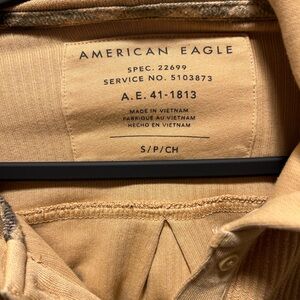 AMERICAN EAGLE
SPEC. 22699
SERVICE NO. 5103873
A.E. 41-1813
MADE IN VIETNAM
FABRIQUÉ AU VIETNAM
HECHO EN VIETNAM
S/P/CH